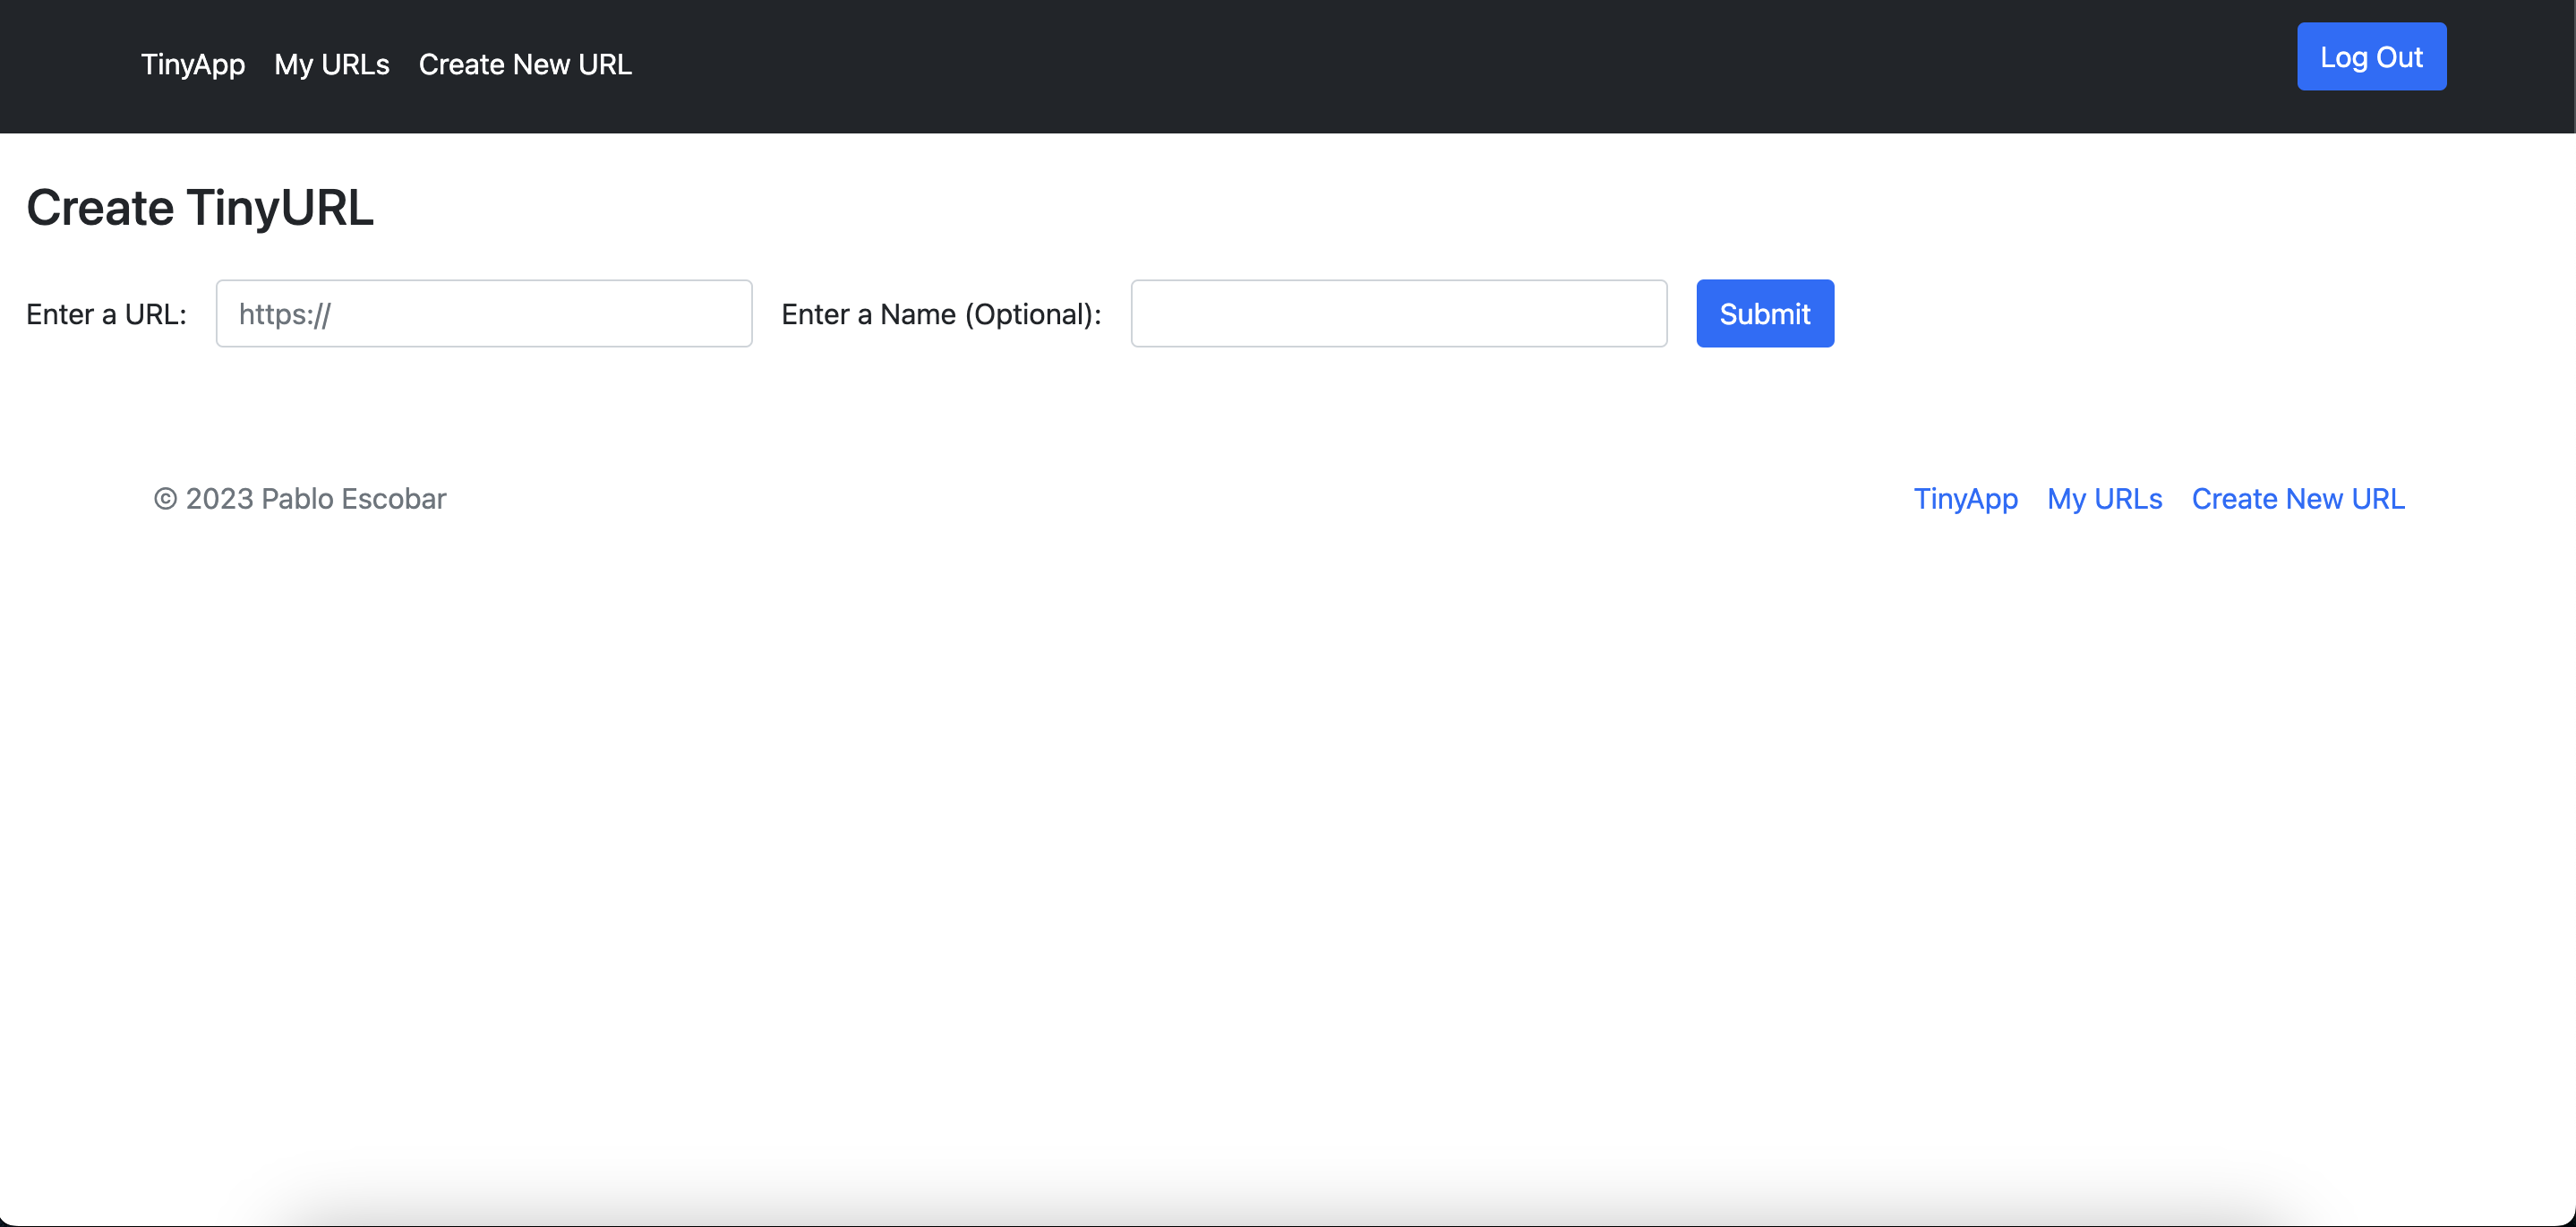 TinyApp My URLs Create New URL Log Out
Create TinyURL
Enter a URL: https:// Enter a Name (Optional): Submit
© 2023 Pablo Escobar TinyApp My URLs Create New URL